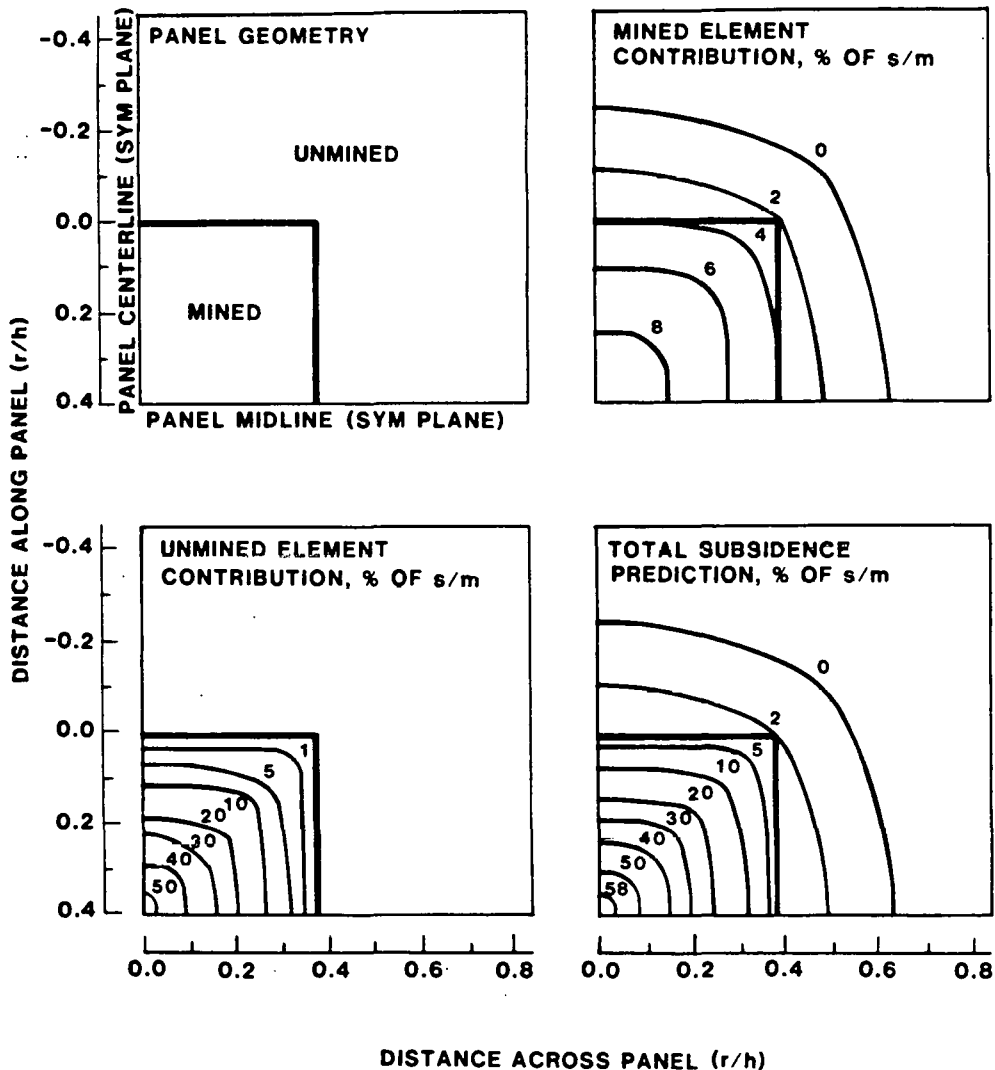 PANEL GEOMETRY
UNMINED
MINED
PANEL CENTERLINE (SYM PLANE)
PANEL MIDLINE (SYM PLANE)
-0.4
-0.2
0.0
0.2
0.4
MINED ELEMENT
CONTRIBUTION, % OF s/m
0
2
4
6
8
DISTANCE ALONG PANEL (r/h)
UNMINED ELEMENT
CONTRIBUTION, % OF s/m
-0.4
-0.2
0.0
0.2
0.4
1
5
10
20
30
40
50
0.0 0.2 0.4 0.6 0.8
TOTAL SUBSIDENCE
PREDICTION, % OF s/m
0
2
5
10
20
30
40
50
58
0.0 0.2 0.4 0.6 0.8
DISTANCE ACROSS PANEL (r/h)